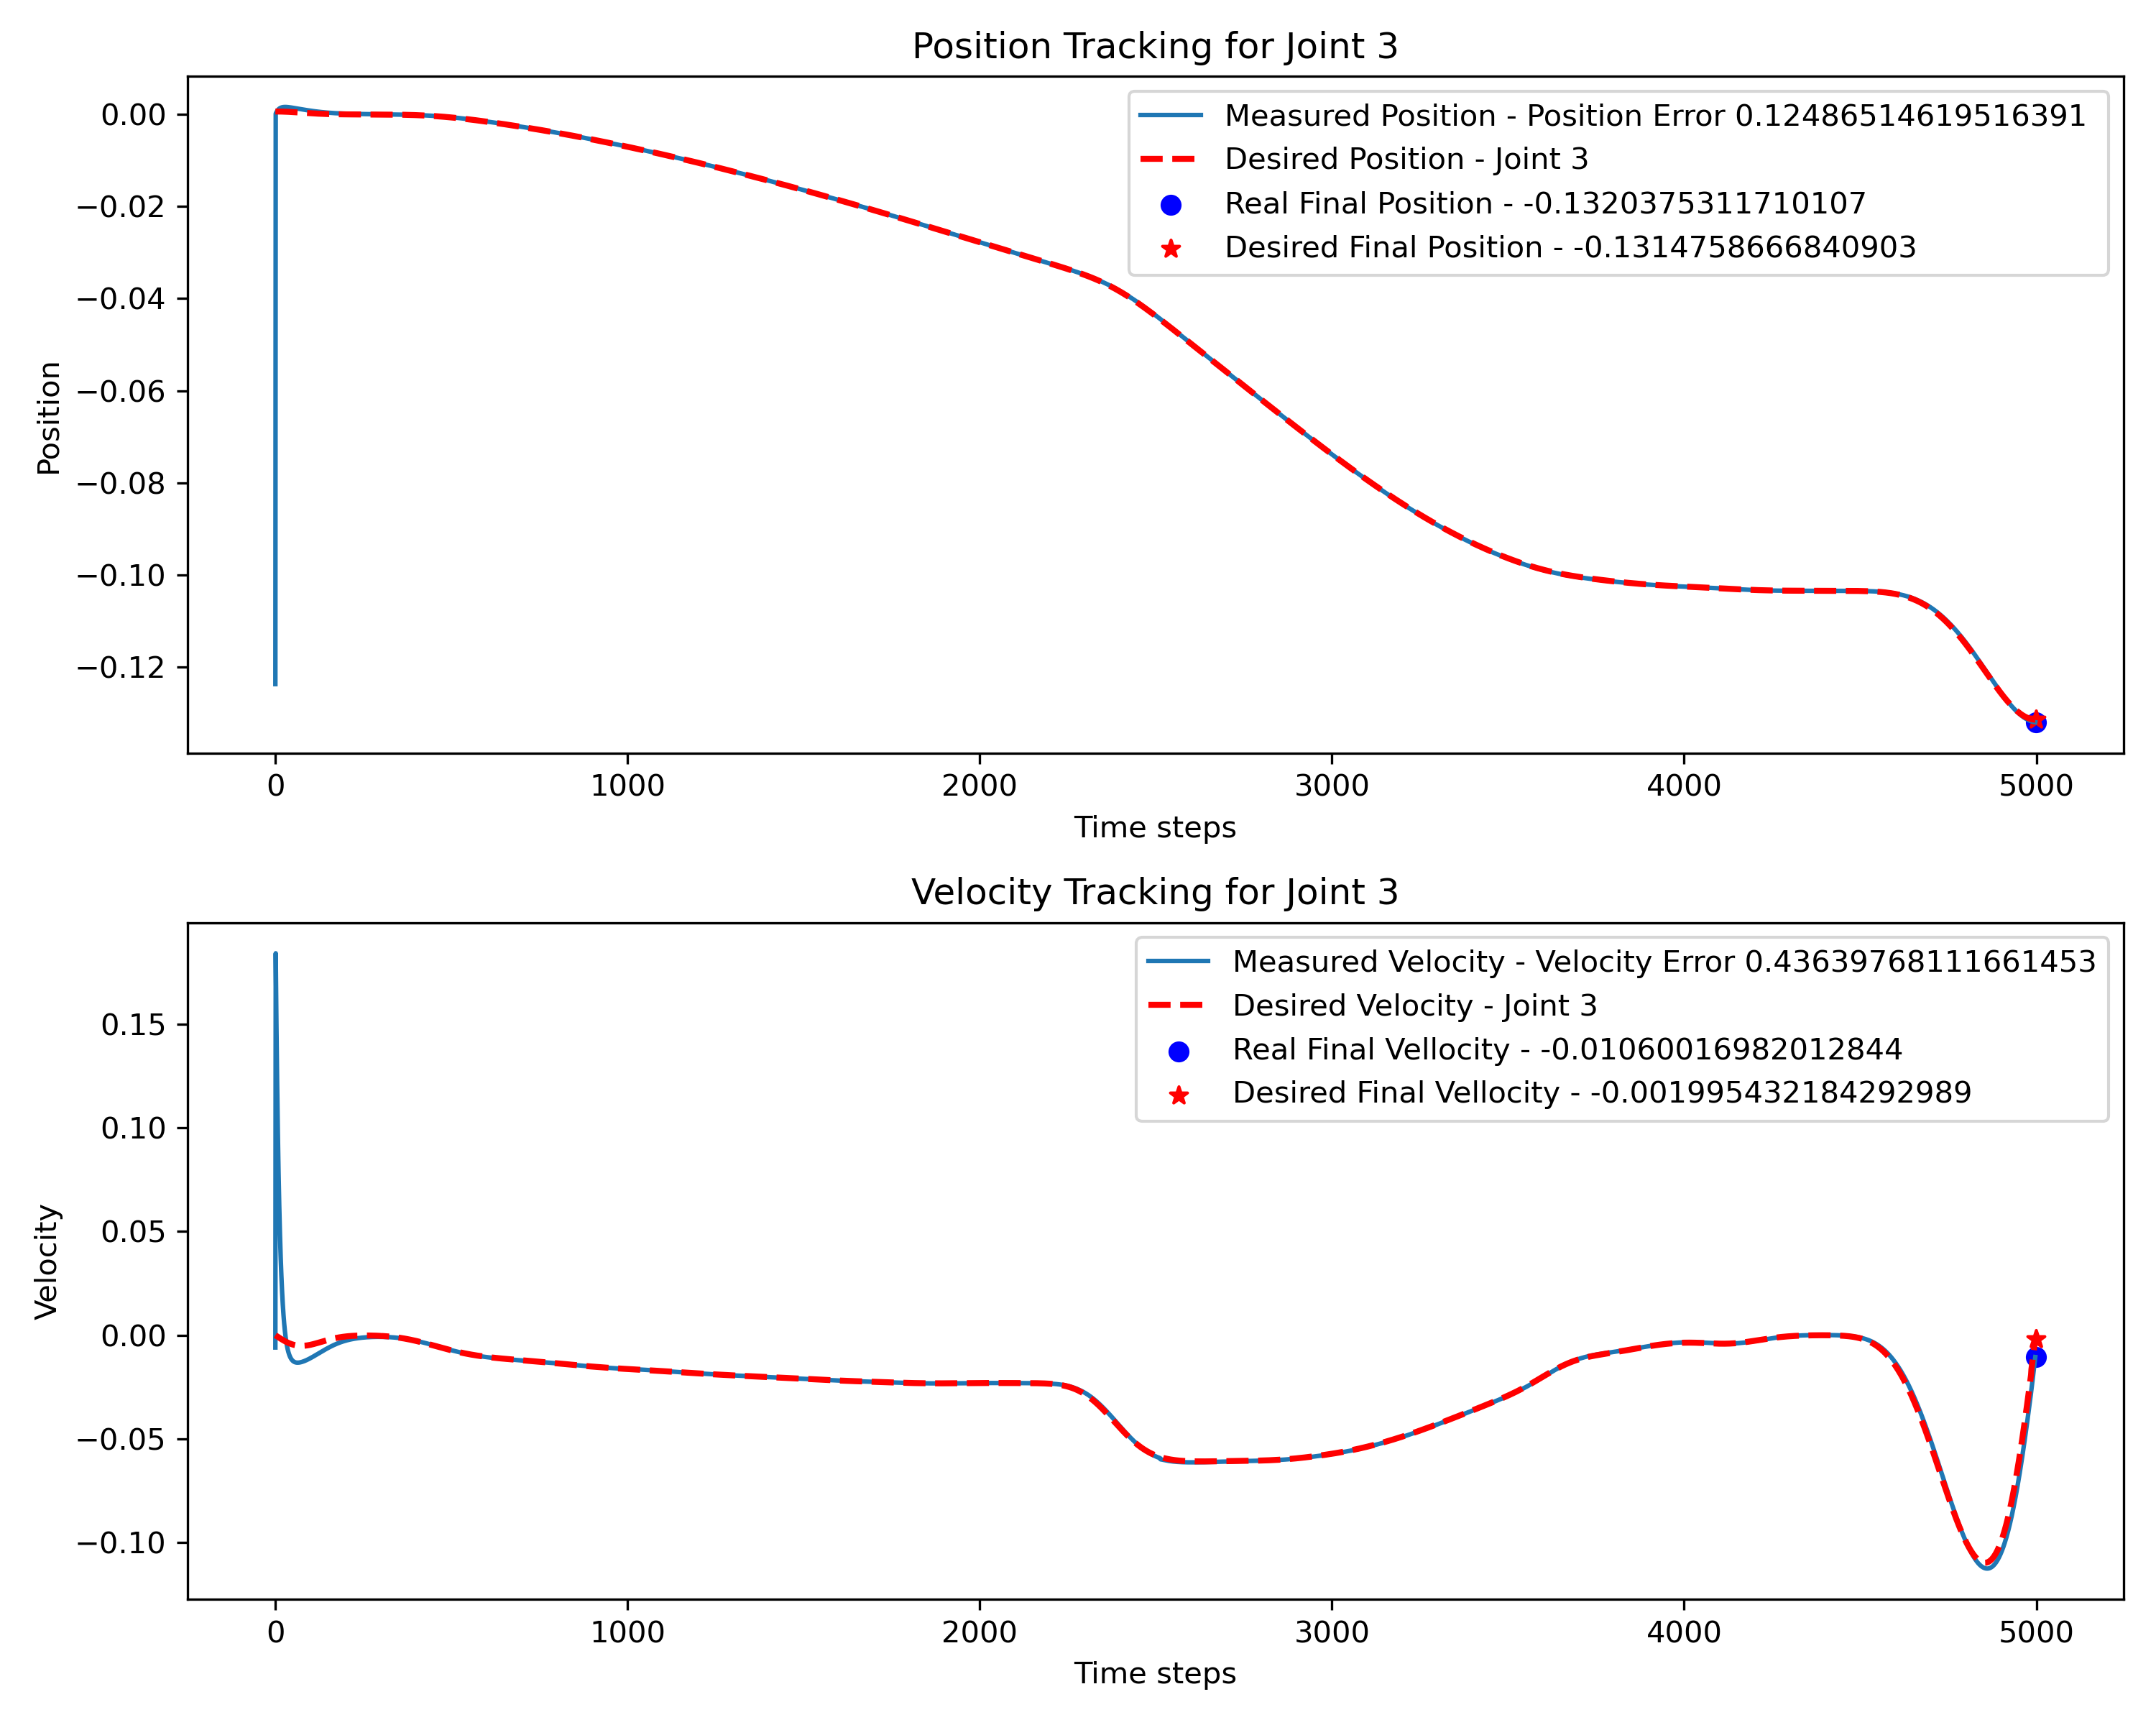 Position Tracking for Joint 3
0.00
−0.02
−0.04
−0.06
−0.08
−0.10
−0.12
Position
Measured Position - Position Error 0.12486514619516391
Desired Position - Joint 3
Real Final Position - -0.1320375311710107
Desired Final Position - -0.1314758666840903
0 1000 2000 3000 4000 5000
Time steps
Velocity Tracking for Joint 3
0.15
0.10
0.05
0.00
−0.05
−0.10
Velocity
Measured Velocity - Velocity Error 0.43639768111661453
Desired Velocity - Joint 3
Real Final Vellocity - -0.01060016982012844
Desired Final Vellocity - -0.001995432184292989
0 1000 2000 3000 4000 5000
Time steps